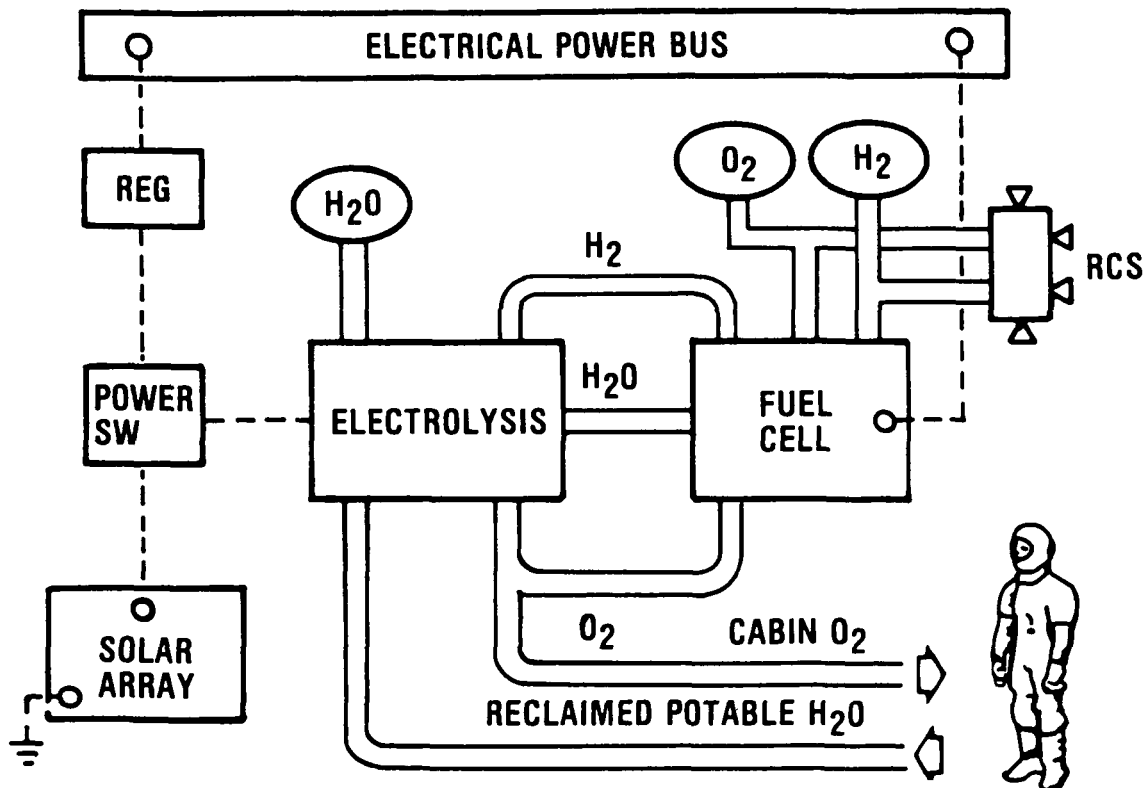 ELECTRICAL POWER BUS
REG
H2O
O2
H2
RCS
H2
H2O
POWER
SW
ELECTROLYSIS
FUEL
CELL
SOLAR
ARRAY
O2
CABIN O2
RECLAIMED POTABLE H2O